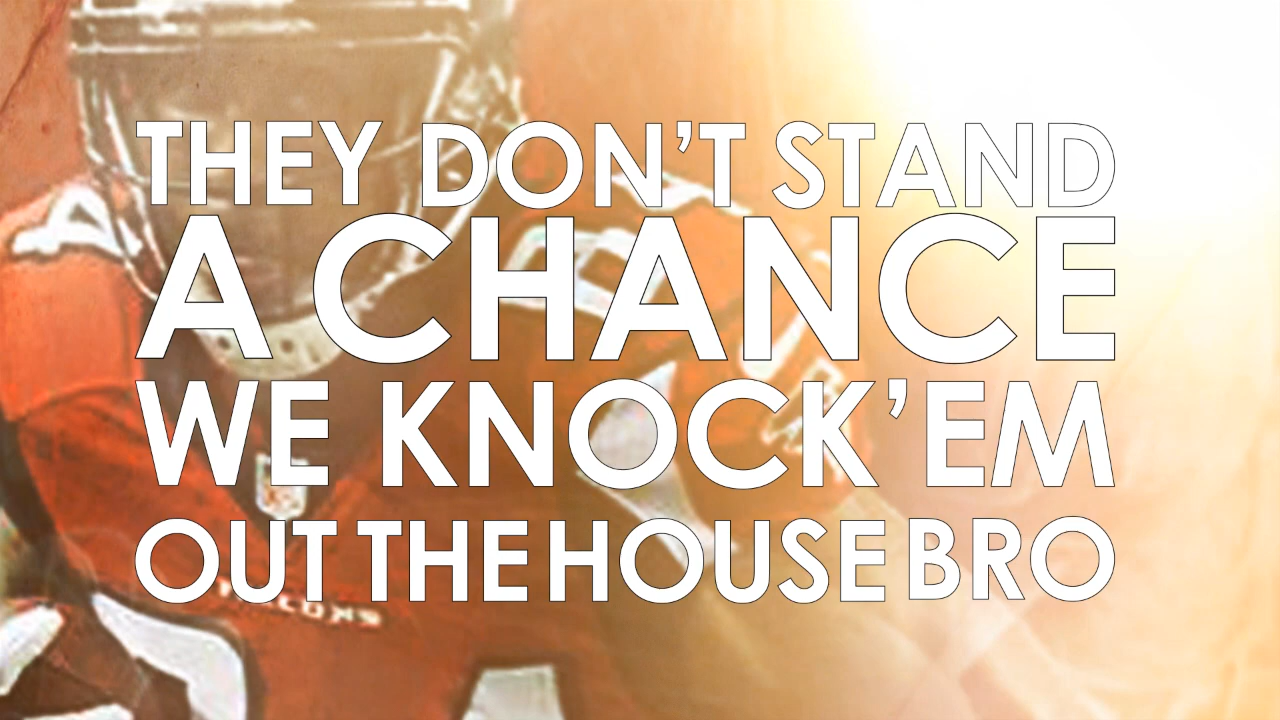 THEY DON'T STAND
A CHANCE
WE KNOCK'EM
OUT THE HOUSE BRO